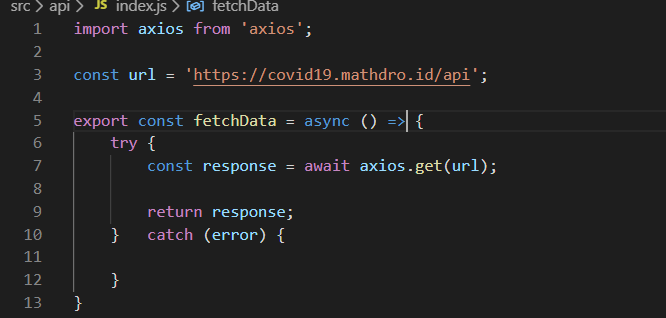 src > api > JS index.js > fetchData
1 import axios from 'axios';
2
3 const url = 'https://covid19.mathdro.id/api';
4
5 export const fetchData = async () => {
6     try {
7         const response = await axios.get(url);
8
9         return response;
10     }   catch (error) {
11
12     }
13 }